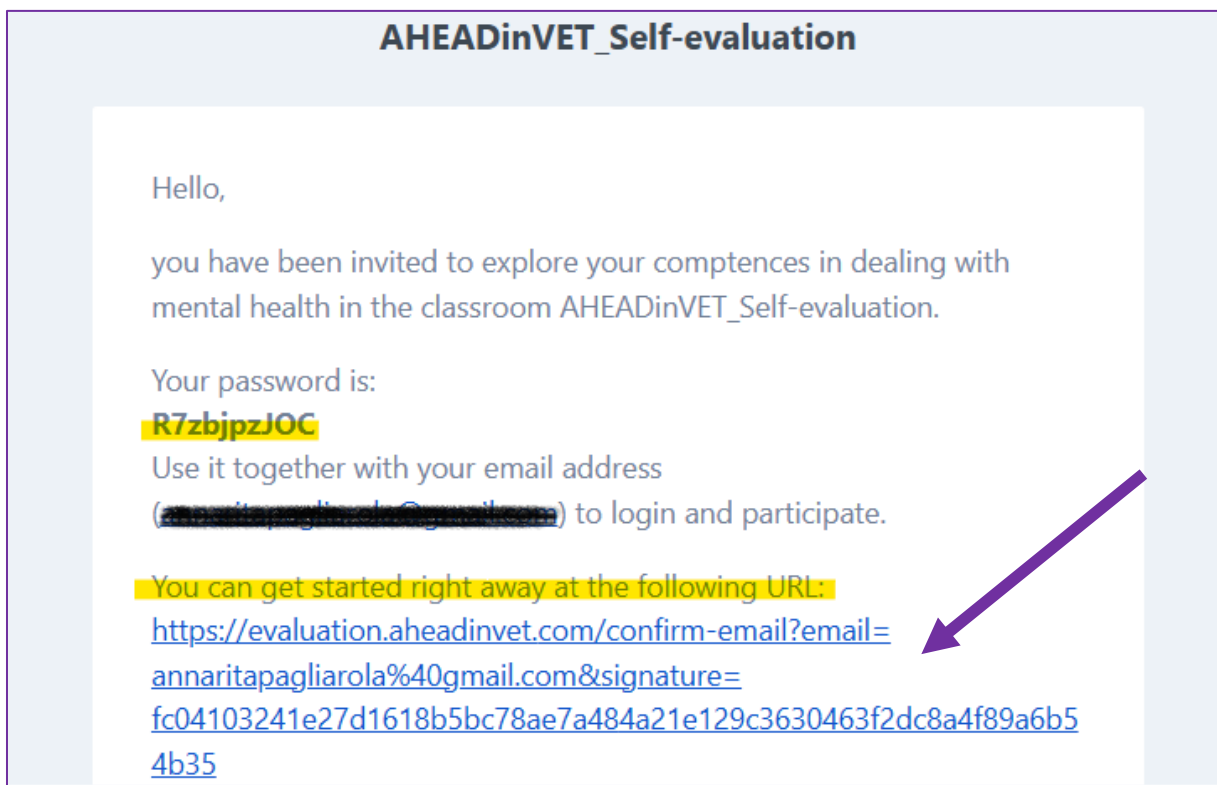 AHEADinVET_Self-evaluation
Hello,
you have been invited to explore your comptences in dealing with
mental health in the classroom AHEADinVET_Self-evaluation.
Your password is:
R7zbjpzJOC
Use it together with your email address
() to login and participate.
You can get started right away at the following URL:
https://evaluation.aheadinvet.com/confirm-email?email=
annaritapagliarola%40gmail.com&signature=
fc04103241e27d1618b5bc78ae7a484a21e129c3630463f2dc8a4f89a6b5
4b35